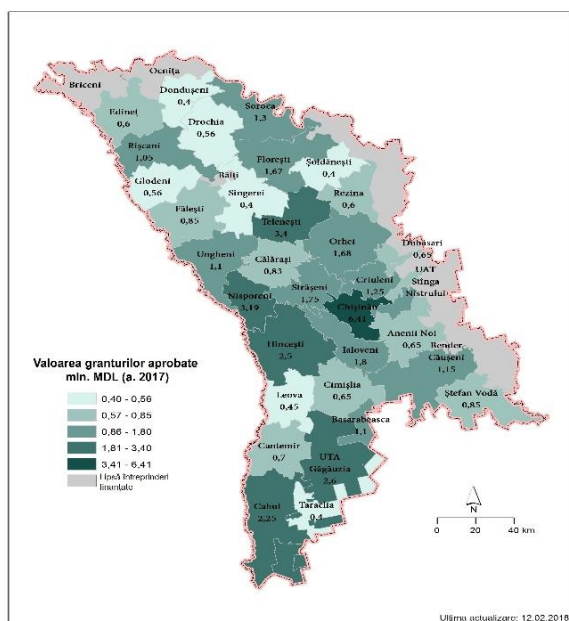 Ocnița
Briceni
Dondușeni
0,4
Edineț
0,6
Soroca
1,3
Drochia
0,56
Rîșcani
1,05
Florești
1,67
Șoldănești
0,4
Glodeni
0,56
Bălți
Sîngerei
0,4
Rezina
0,6
Fălești
0,85
Telenești
3,4
Orhei
1,68
Dubăsari
0,65
Ungheni
1,1
Călărași
0,83
Criuleni
1,25
UAT
Stînga
Nistrului
Strășeni
1,75
Nisporeni
3,19
Chișinău
6,41
Anenii Noi
0,65
Bender
Hîncești
2,5
Ialoveni
1,8
Căușeni
1,15
Cimișlia
0,65
Ștefan Vodă
0,85
Leova
0,45
Basarabeasca
1,1
Cantemir
0,7
UTA
Găgăuzia
2,6
Cahul
2,25
Taraclia
0,4
Valoarea granturilor aprobate
mln. MDL (a. 2017)
0,40 - 0,56
0,57 - 0,85
0,86 - 1,80
1,81 - 3,40
3,41 - 6,41
Lipsă întreprinderi
finanțate
N
0 20 40 km
Ultima actualizare: 12.02.2018